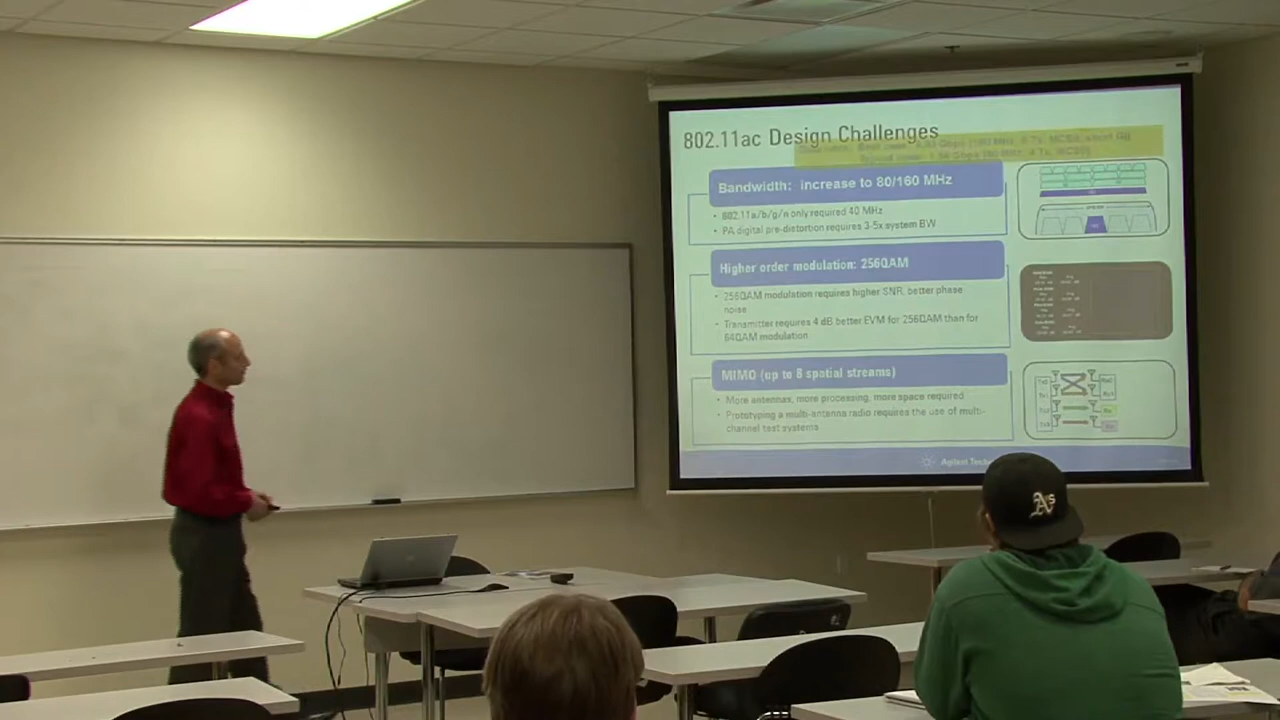 802.11ac Design Challenges
Bandwidth: increase to 80/160 MHz
• 802.11a/b/g/n only required 40 MHz
• PA digital pre-distortion requires 3-5x system BW
Higher order modulation: 256QAM
• 256QAM modulation requires higher SNR, better phase
noise
• Transmitter requires 4 dB better EVM for 256QAM than for
64QAM modulation
MIMO (up to 8 spatial streams)
• More antennas, more processing, more space required
• Prototyping a multi-antenna radio requires the use of multi-
channel test systems
Agilent
A's